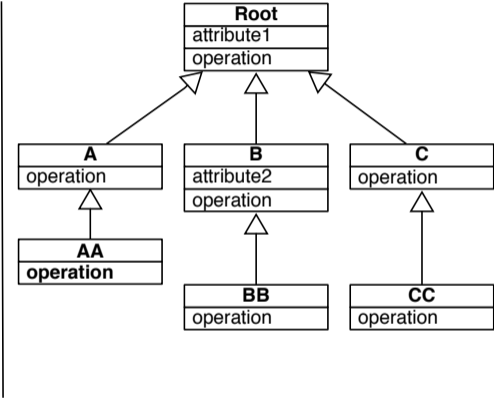 Root
attribute1
operation
A
operation
B
attribute2
operation
C
operation
AA
operation
BB
operation
CC
operation